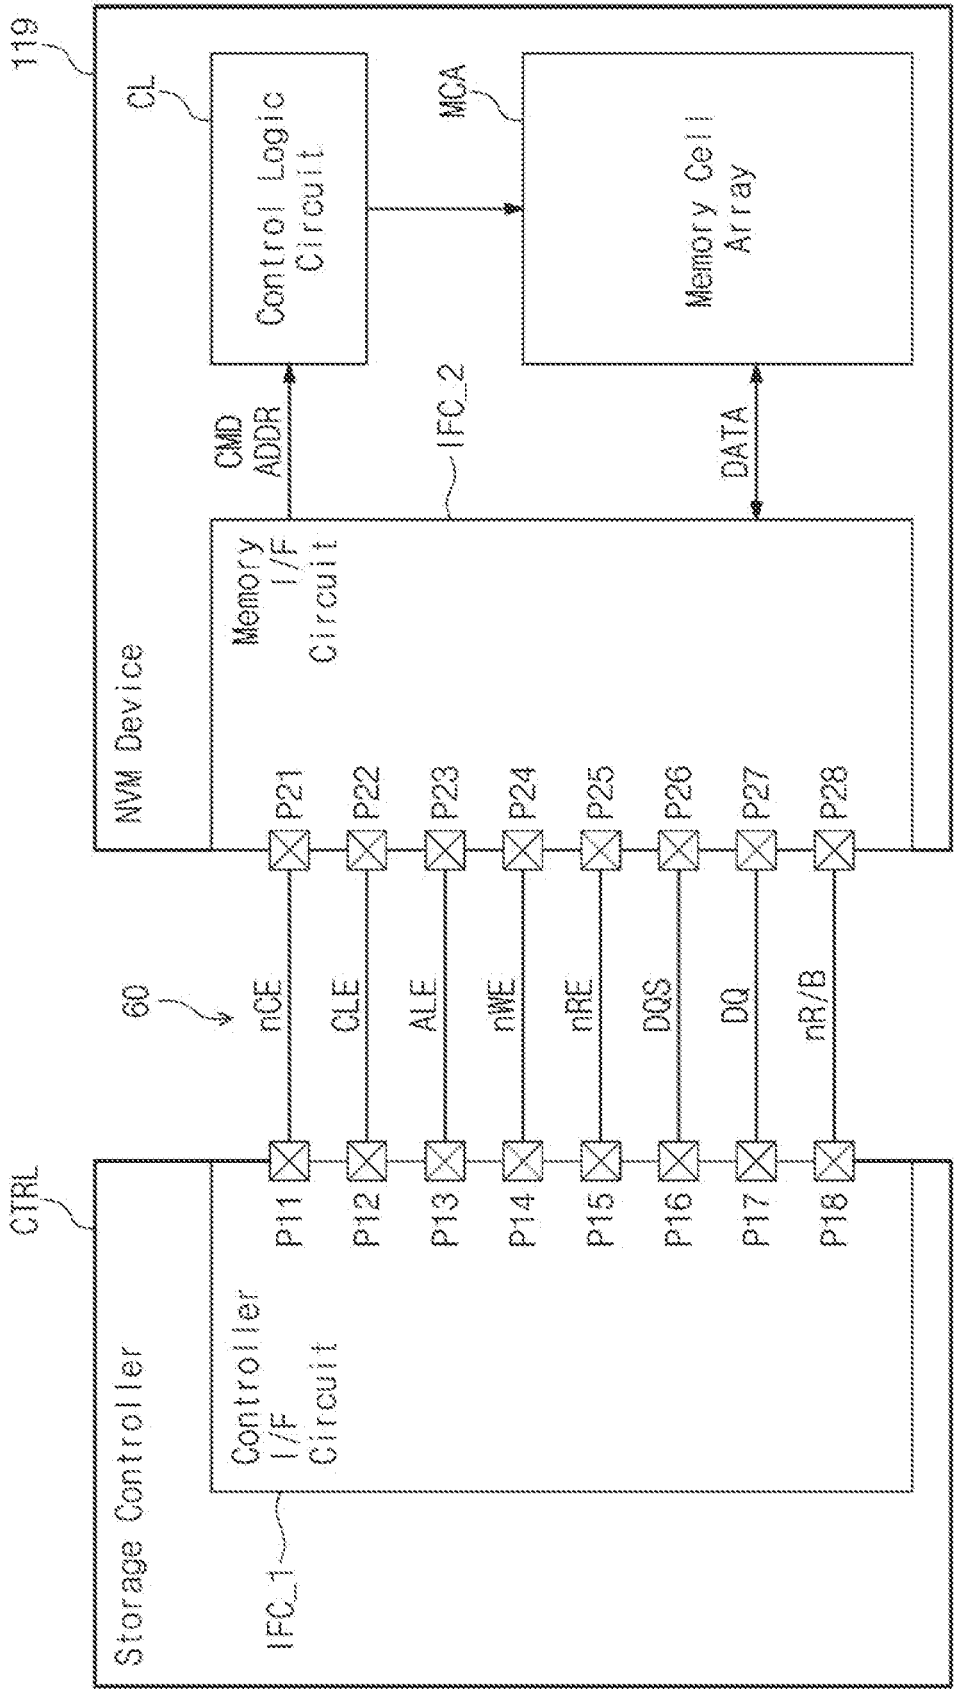 Storage Controller
CTRL
IFC_1
Controller
I/F
Circuit
P11
P12
P13
P14
P15
P16
P17
P18
60
nCE
CLE
ALE
nWE
nRE
DQS
DQ
nR/B
NVM Device
119
P21
P22
P23
P24
P25
P26
P27
P28
Memory
I/F
Circuit
IFC_2
CMD
ADDR
DATA
CL
Control Logic
Circuit
MCA
Memory Cell
Array